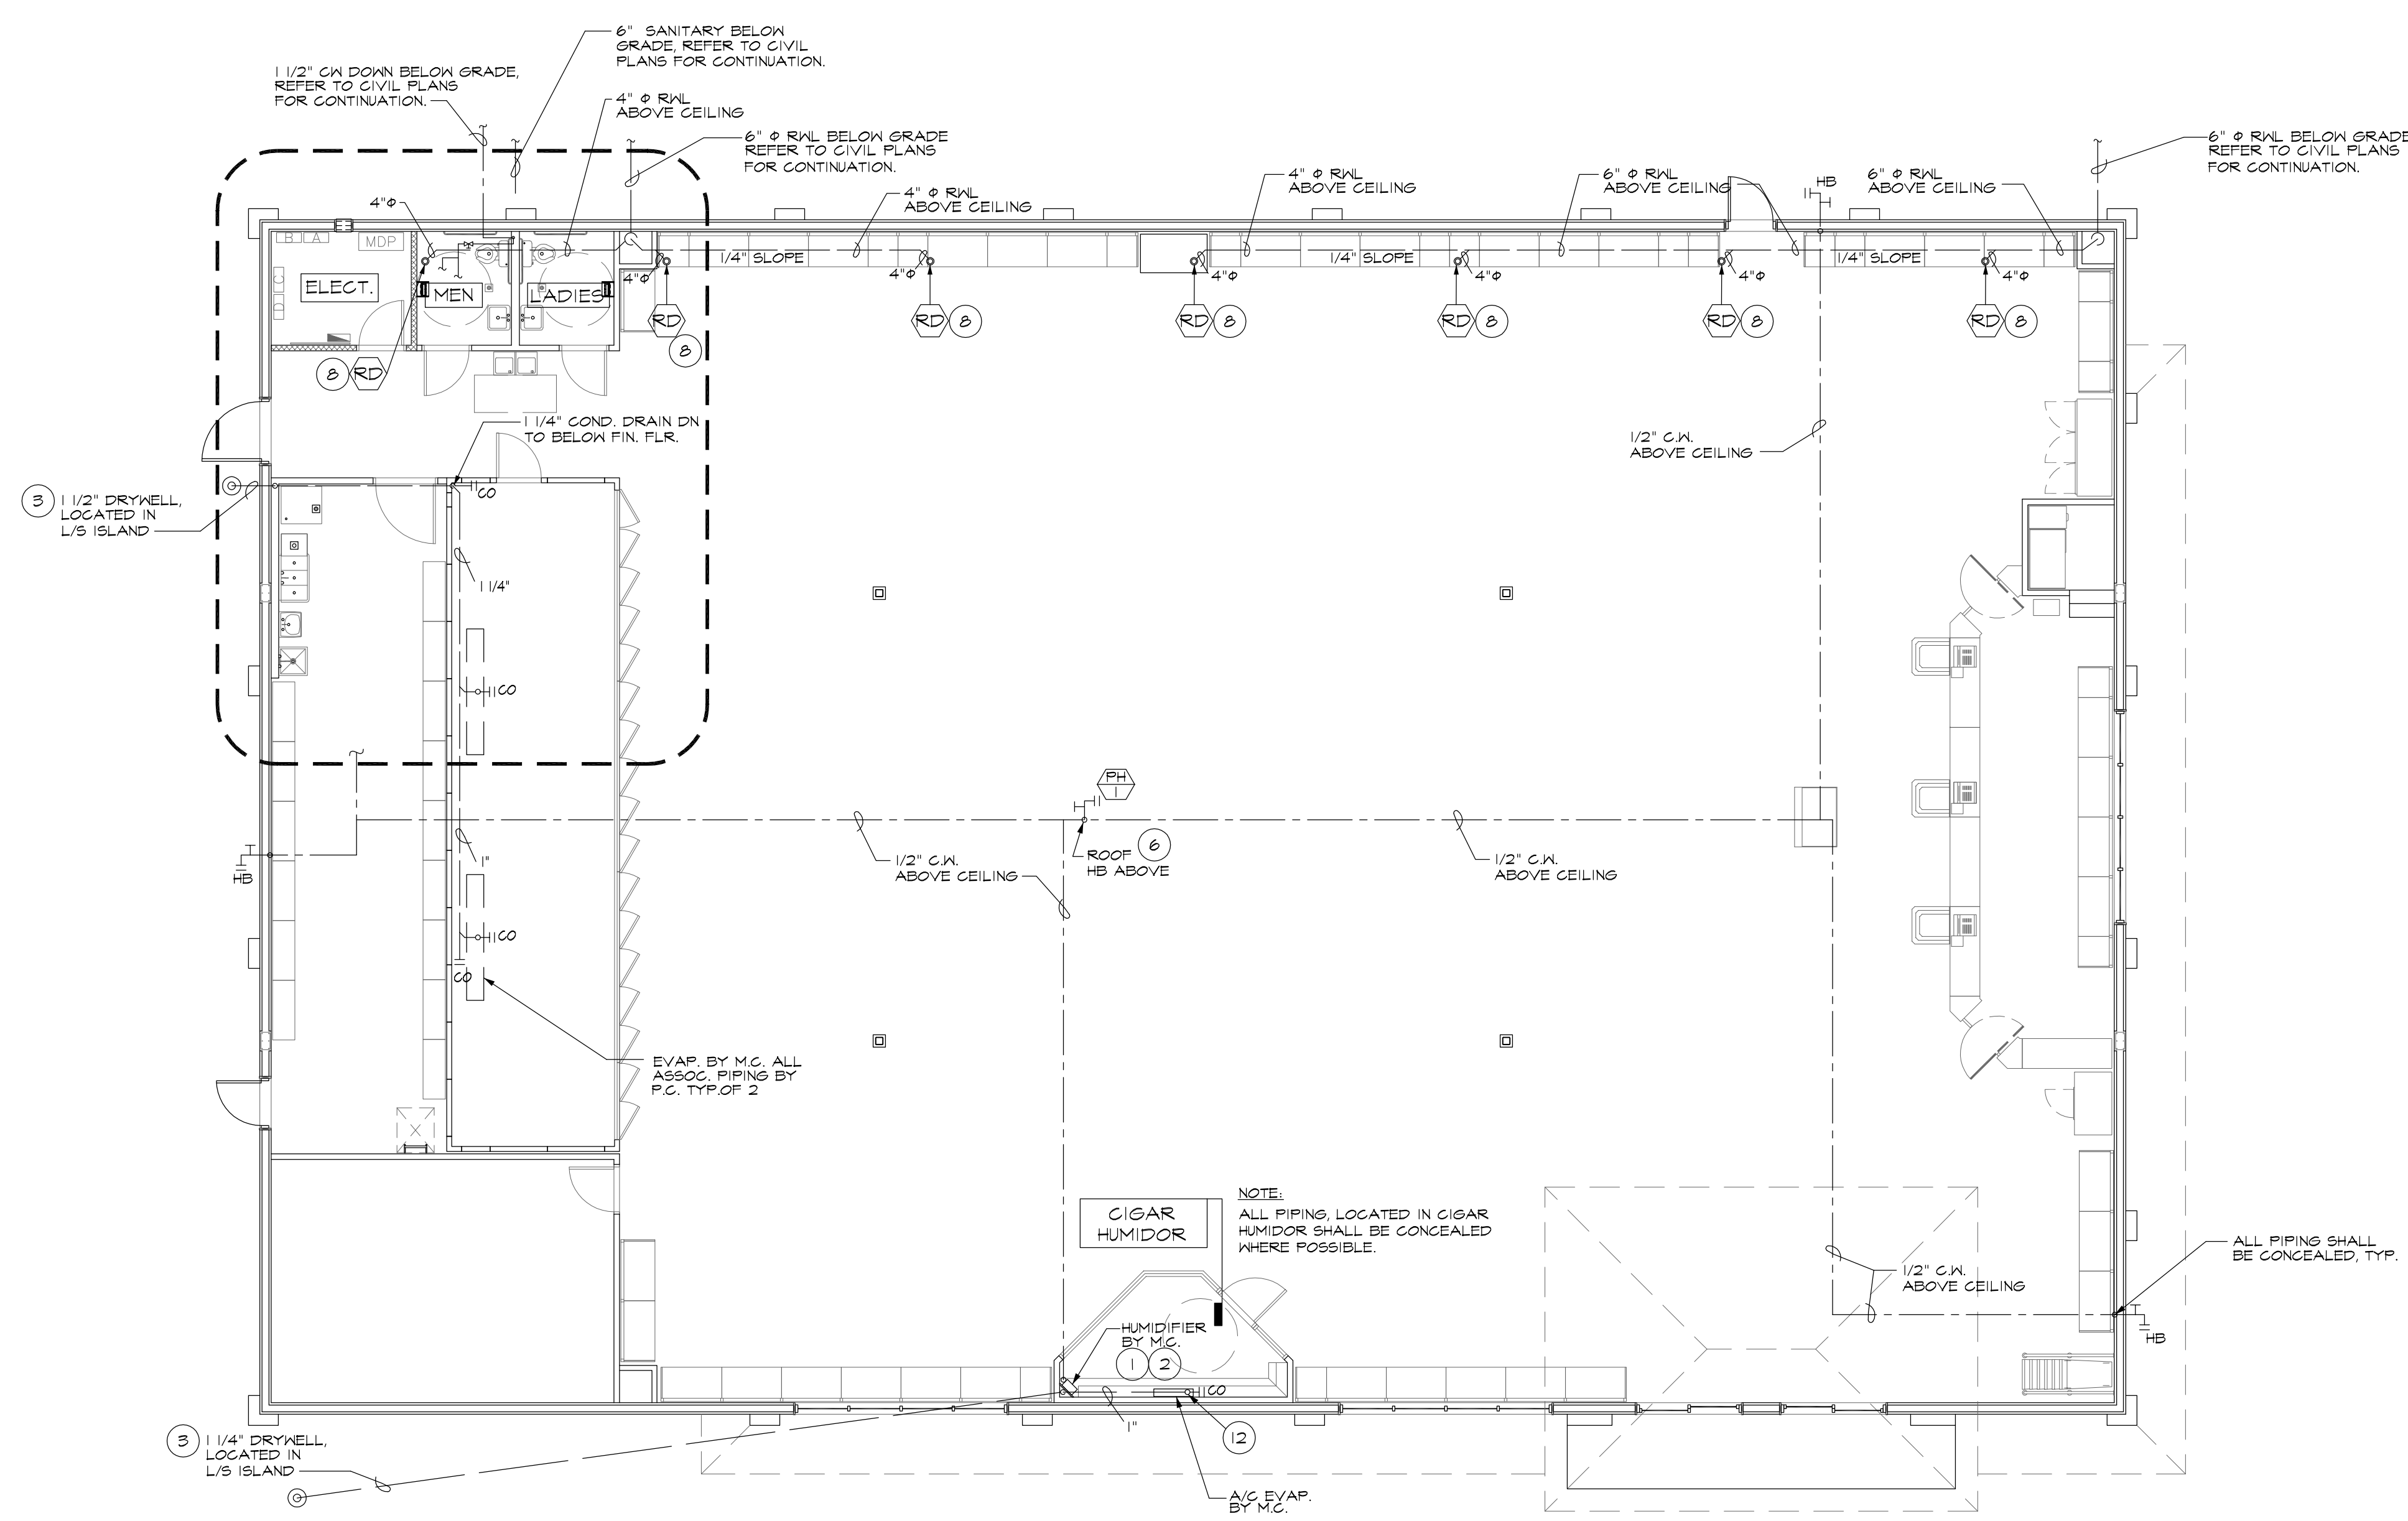 6" SANITARY BELOW
GRADE, REFER TO CIVIL
PLANS FOR CONTINUATION.
1 1/2" CW DOWN BELOW GRADE,
REFER TO CIVIL PLANS
FOR CONTINUATION.
4" Φ RWL
ABOVE CEILING
6" Φ RWL BELOW GRADE
REFER TO CIVIL PLANS
FOR CONTINUATION.
4" Φ RWL
ABOVE CEILING
4" Φ RWL
ABOVE CEILING
6" Φ RWL
ABOVE CEILING
HB
6" Φ RWL
ABOVE CEILING
6" Φ RWL BELOW GRADE
REFER TO CIVIL PLANS
FOR CONTINUATION.
4"Φ
B
A
MDP
C
D
ELECT.
MEN
LADIES
4"Φ
1/4" SLOPE
4"Φ
4"Φ
1/4" SLOPE
4"Φ
4"Φ
1/4" SLOPE
4"Φ
RD
8
RD
8
RD
8
RD
8
RD
8
RD
8
8
RD
1 1/4" COND. DRAIN DN
TO BELOW FIN. FLR.
CO
3
1 1/2" DRYWELL,
LOCATED IN
L/S ISLAND
1/2" C.W.
ABOVE CEILING
1 1/4"
CO
PH
1
ROOF
HB ABOVE
6
1/2" C.W.
ABOVE CEILING
1/2" C.W.
ABOVE CEILING
HB
1"
CO
CO
EVAP. BY M.C. ALL
ASSOC. PIPING BY
P.C. TYP.OF 2
CIGAR
HUMIDOR
NOTE:
ALL PIPING, LOCATED IN CIGAR
HUMIDOR SHALL BE CONCEALED
WHERE POSSIBLE.
ALL PIPING SHALL
BE CONCEALED, TYP.
1/2" C.W.
ABOVE CEILING
HB
HUMIDIFIER
BY M.C.
1
2
CO
1"
12
3
1 1/4" DRYWELL,
LOCATED IN
L/S ISLAND
A/C EVAP.
BY M.C.